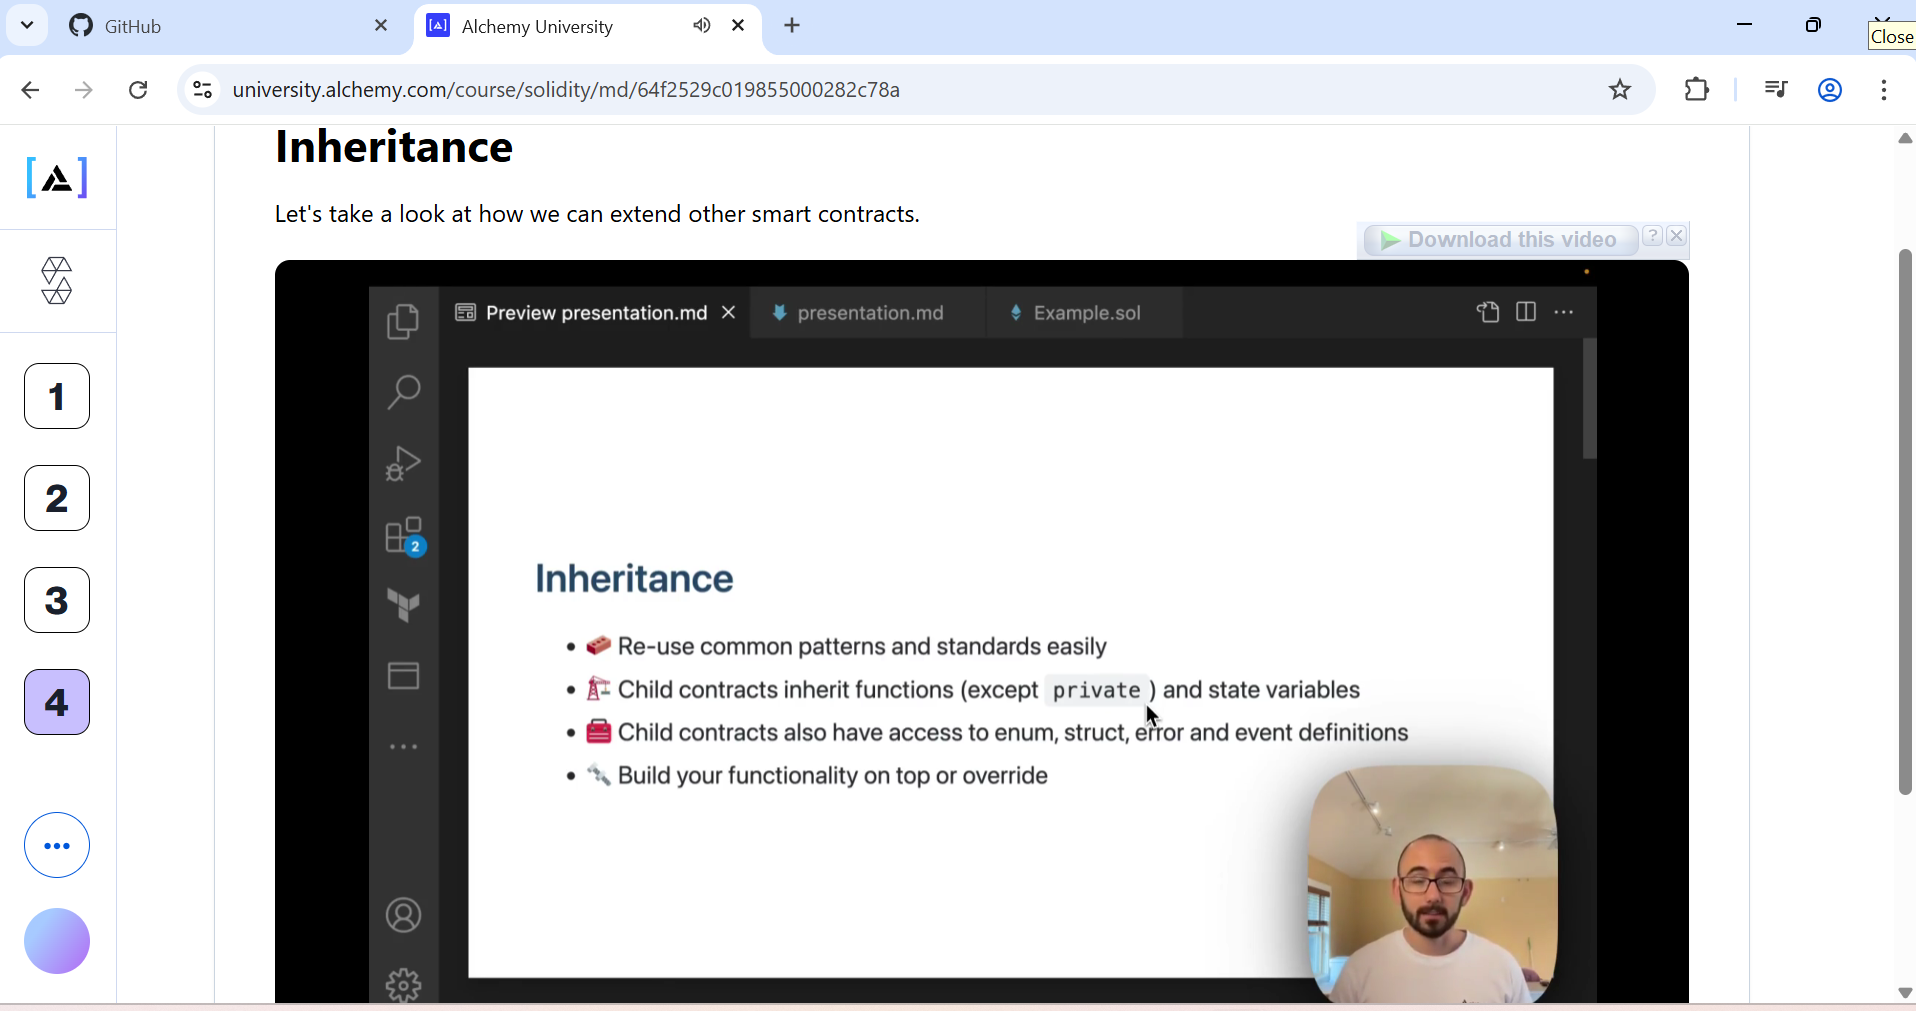 GitHub
Alchemy University
Close
university.alchemy.com/course/solidity/md/64f2529c019855000282c78a
Inheritance
Let's take a look at how we can extend other smart contracts.
Download this video
?
Preview presentation.md
presentation.md
Example.sol
1
2
3
4
2
Inheritance
• Re-use common patterns and standards easily
• Child contracts inherit functions (except private ) and state variables
• Child contracts also have access to enum, struct, error and event definitions
• Build your functionality on top or override